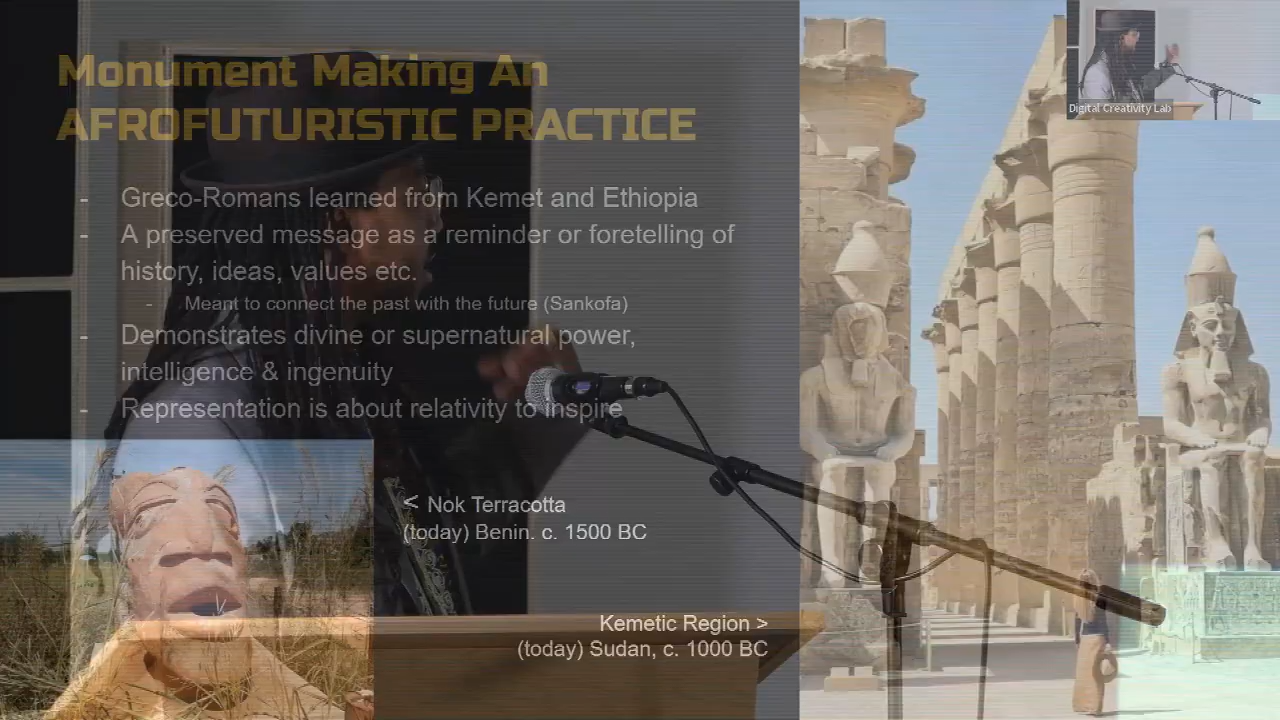 Monument Making An
AFROFUTURISTIC PRACTICE
Digital Creativity Lab
- Greco-Romans learned from Kemet and Ethiopia
- A preserved message as a reminder or foretelling of
history, ideas, values etc.
- Meant to connect the past with the future (Sankofa)
- Demonstrates divine or supernatural power,
intelligence & ingenuity
- Representation is about relativity to inspire
< Nok Terracotta
(today) Benin. c. 1500 BC
Kemetic Region >
(today) Sudan, c. 1000 BC